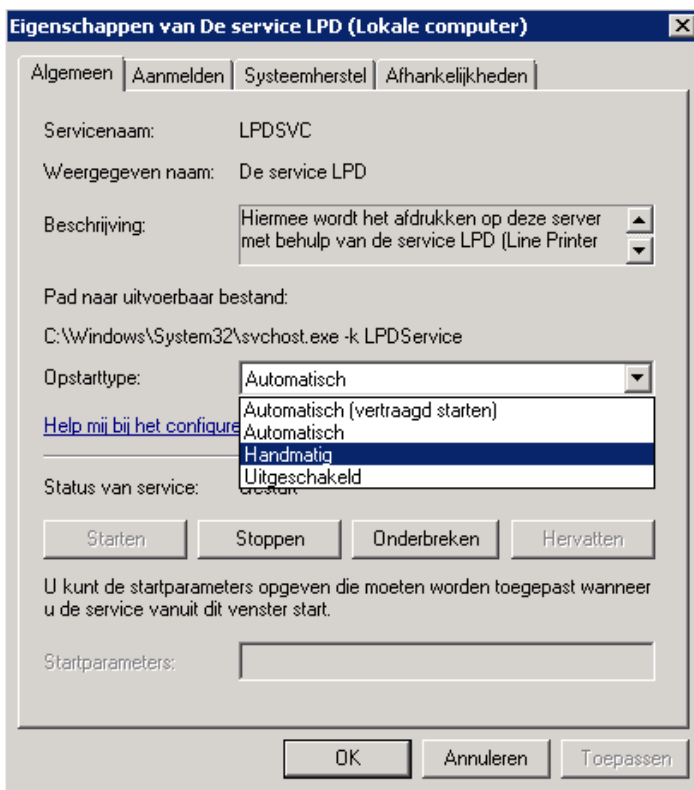 Eigenschappen van De service LPD (Lokale computer)
Algemeen Aanmelden Systeemherstel Afhankelijkheden
Servicenaam: LPDSVC
Weergegeven naam: De service LPD
Beschrijving: Hiermee wordt het afdrukken op deze server
met behulp van de service LPD (Line Printer
Pad naar uitvoerbaar bestand:
C:\Windows\System32\svchost.exe -k LPDService
Opstarttype: Automatisch
Automatisch (vertraagd starten)
Help mij bij het configure
Automatisch
Handmatig
Uitgeschakeld
Status van service:
Starten Stoppen Onderbreken Hervatten
U kunt de startparameters opgeven die moeten worden toegepast wanneer
u de service vanuit dit venster start.
Startparameters:
OK Annuleren Toepassen